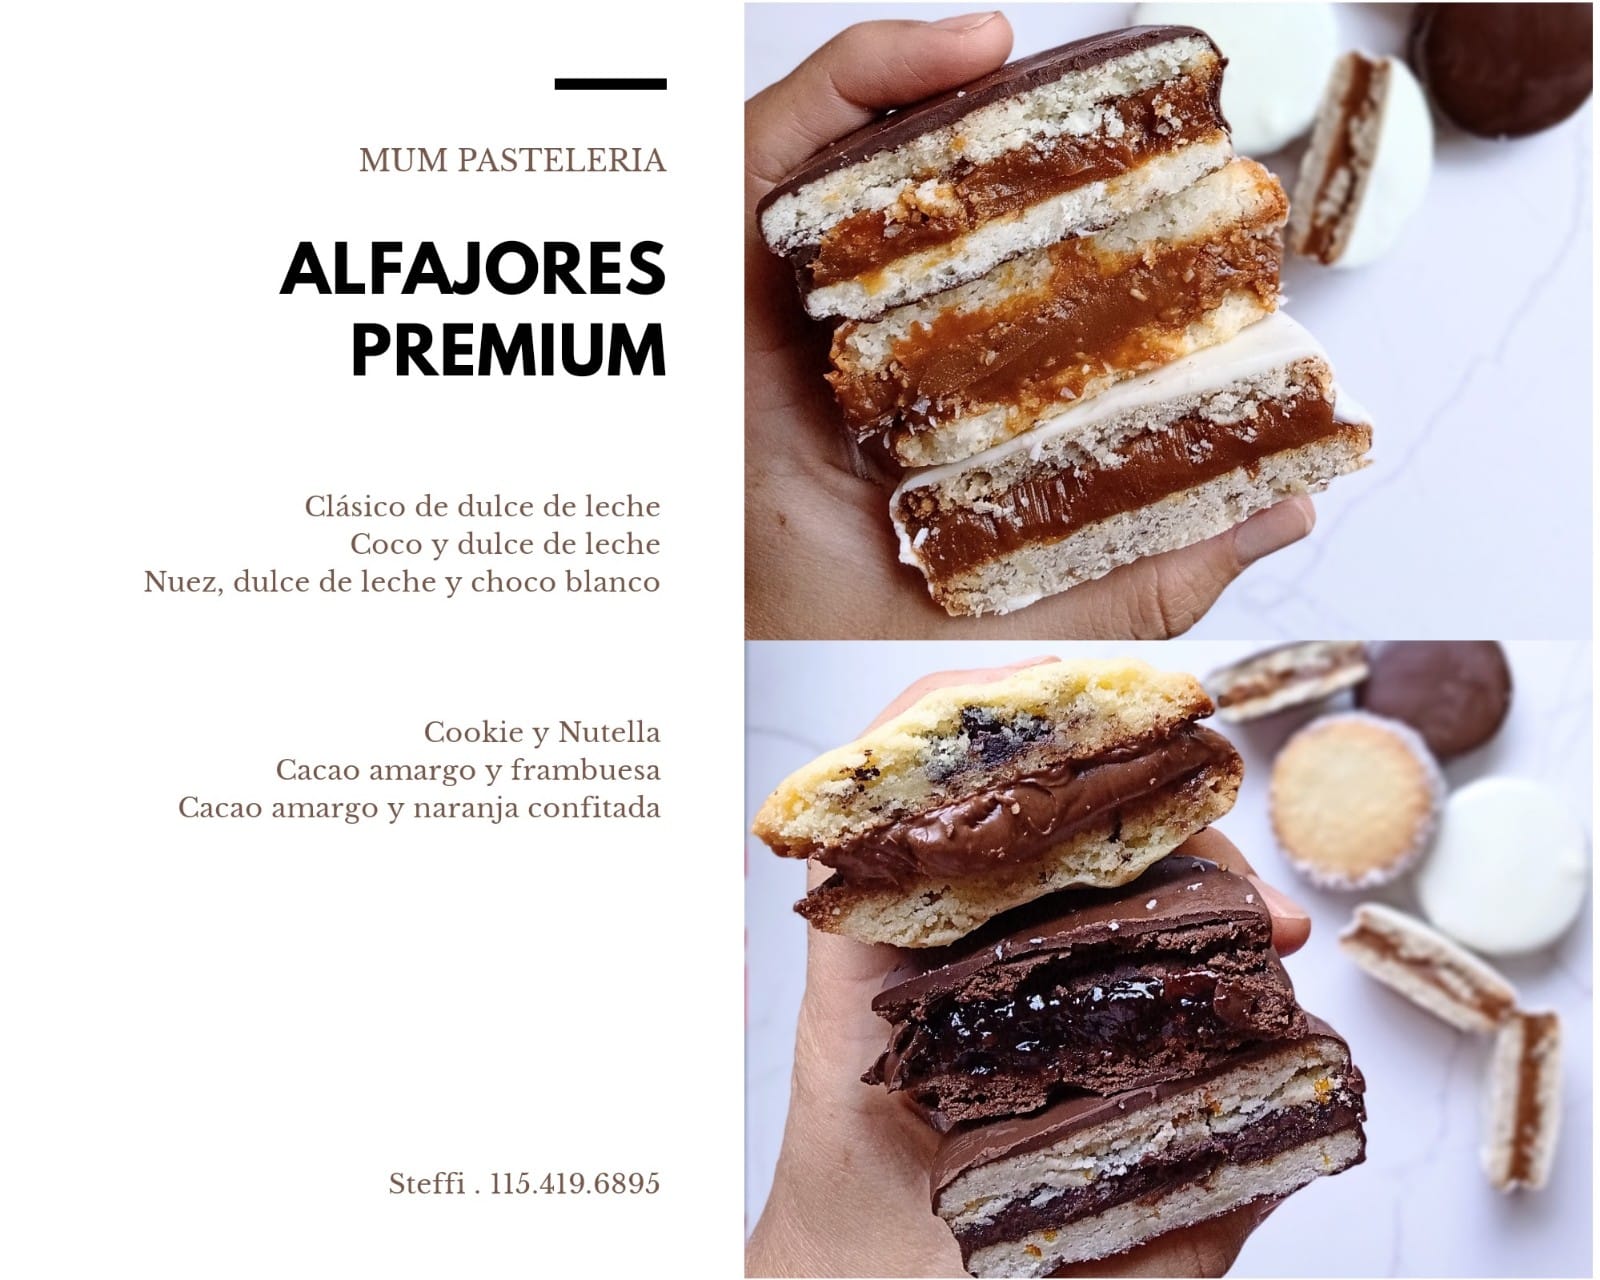 MUM PASTELERIA
ALFAJORES
PREMIUM
Clásico de dulce de leche
Coco y dulce de leche
Nuez, dulce de leche y choco blanco
Cookie y Nutella
Cacao amargo y frambuesa
Cacao amargo y naranja confitada
Steffi . 115.419.6895